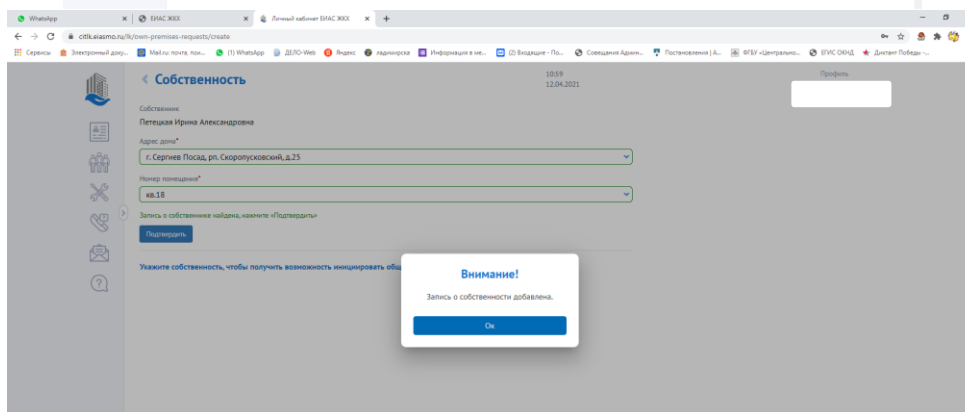 WhatsApp
ЕИАС ЖКХ
Личный кабинет ЕИАС ЖКХ
citlk.eiasmo.ru/lk/own-premises-requests/create
Сервисы Электронный доку... Mail.ru: почта, пои... (1) WhatsApp ДЕЛО-Web Яндекс Информация в ме... (2) Входящие - По... Совещания Админ... Постановления | А... ФГБУ «Центрально... ЕГИС ОКНД Диктант Победы -...
Собственность
10:59
12.04.2021
Профиль
Собственник
Петецкая Ирина Александровна
Адрес дома*
г. Сергиев Посад, рп. Скоропусковский, д.25
Номер помещения*
кв.18
Запись о собственнике найдена, нажмите «Подтвердить»
Подтвердить
Укажите собственность, чтобы получить возможность инициировать общ
Внимание!
Запись о собственности добавлена.
Ок